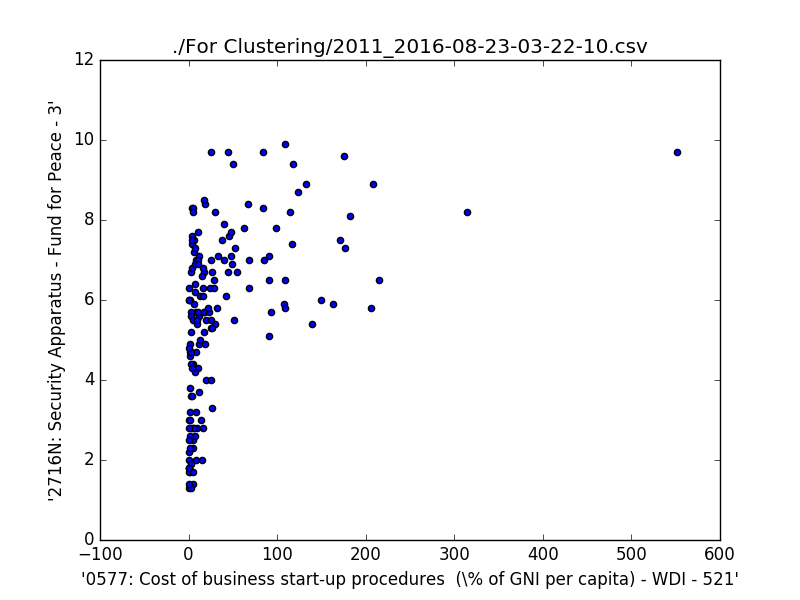 ./For Clustering/2011_2016-08-23-03-22-10.csv
'2716N: Security Apparatus - Fund for Peace - 3'
12
10
8
6
4
2
0
−100 0 100 200 300 400 500 600
'0577: Cost of business start-up procedures  (\% of GNI per capita) - WDI - 521'